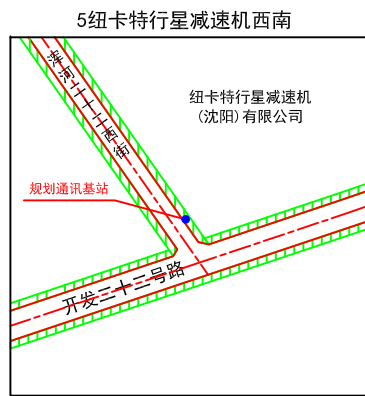 5纽卡特行星减速机西南
浑河二十二西街
纽卡特行星减速机
(沈阳)有限公司
规划通讯基站
开发二十三号路